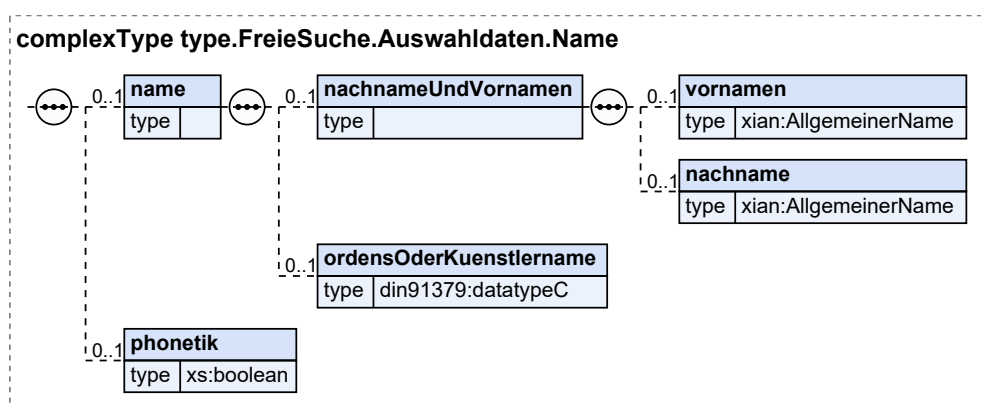 complexType type.FreieSuche.Auswahldaten.Name
0..1 name 0..1 nachnameUndVornamen 0..1 vornamen
type type type xian:AllgemeinerName
0..1 nachname
type xian:AllgemeinerName
0..1 ordensOderKuenstlername
type din91379:datatypeC
0..1 phonetik
type xs:boolean